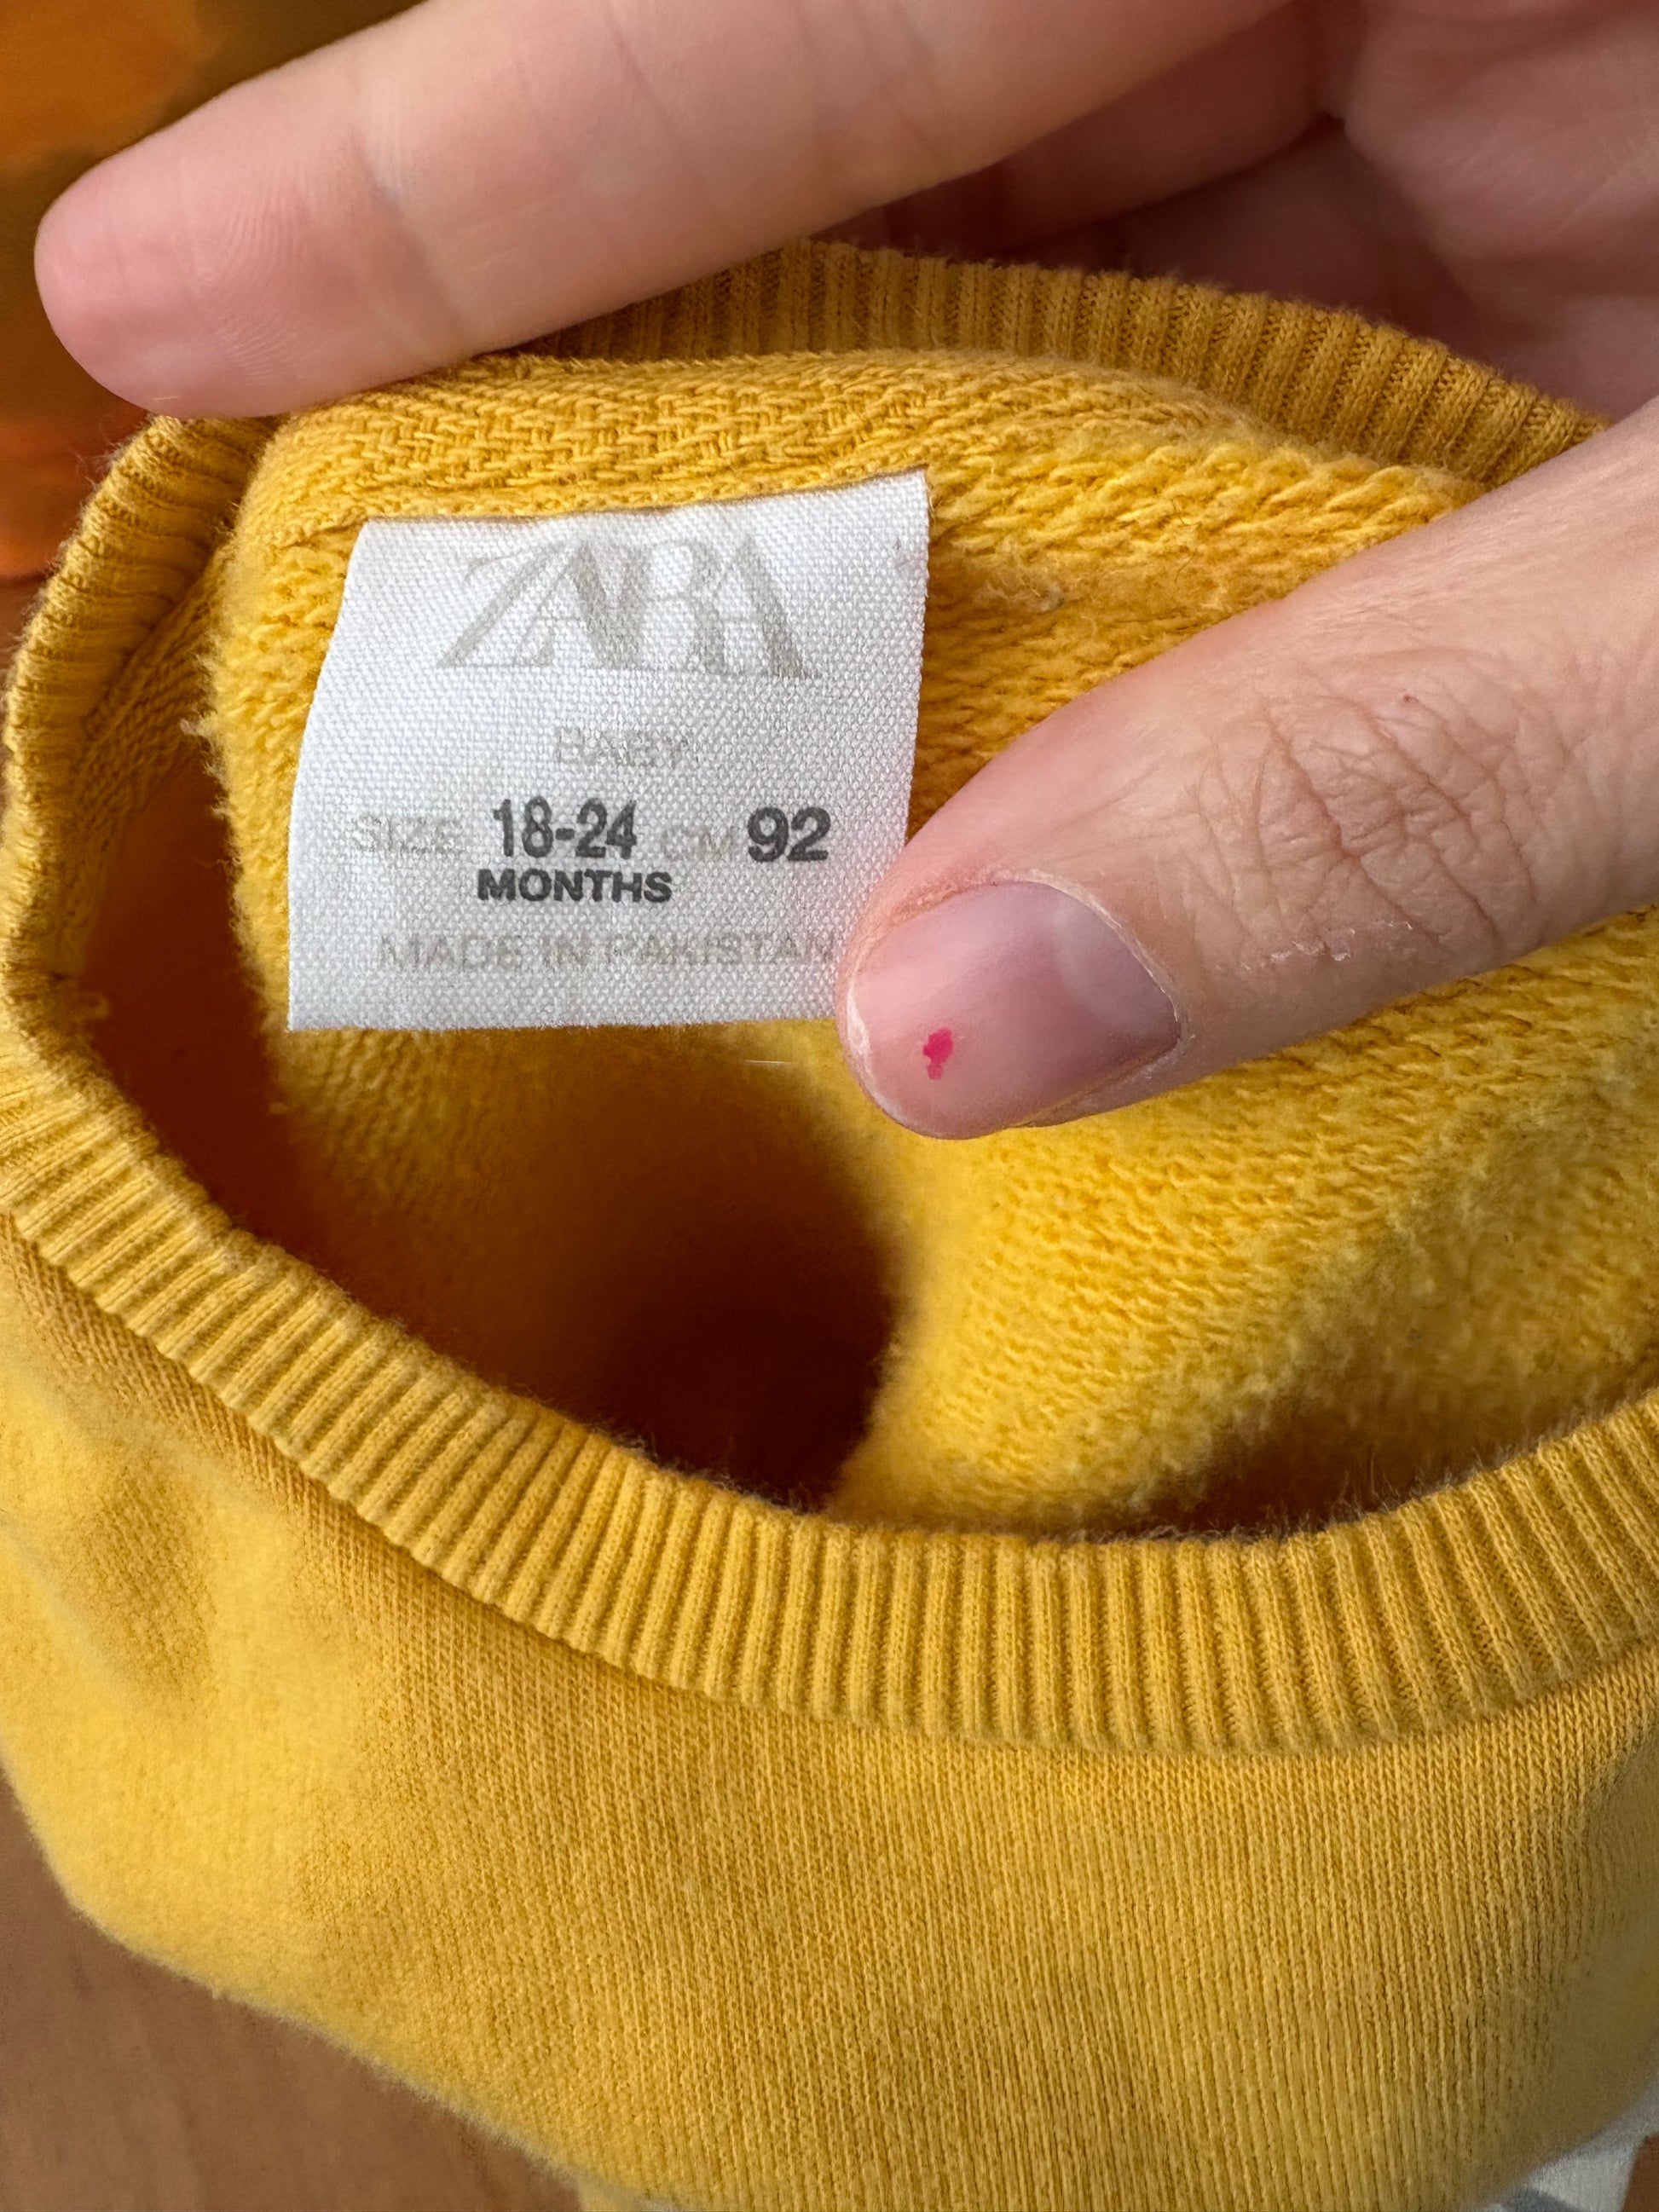 ZARA
BABY
SIZE 18-24 CM 92
MONTHS
MADE IN PAKISTAN